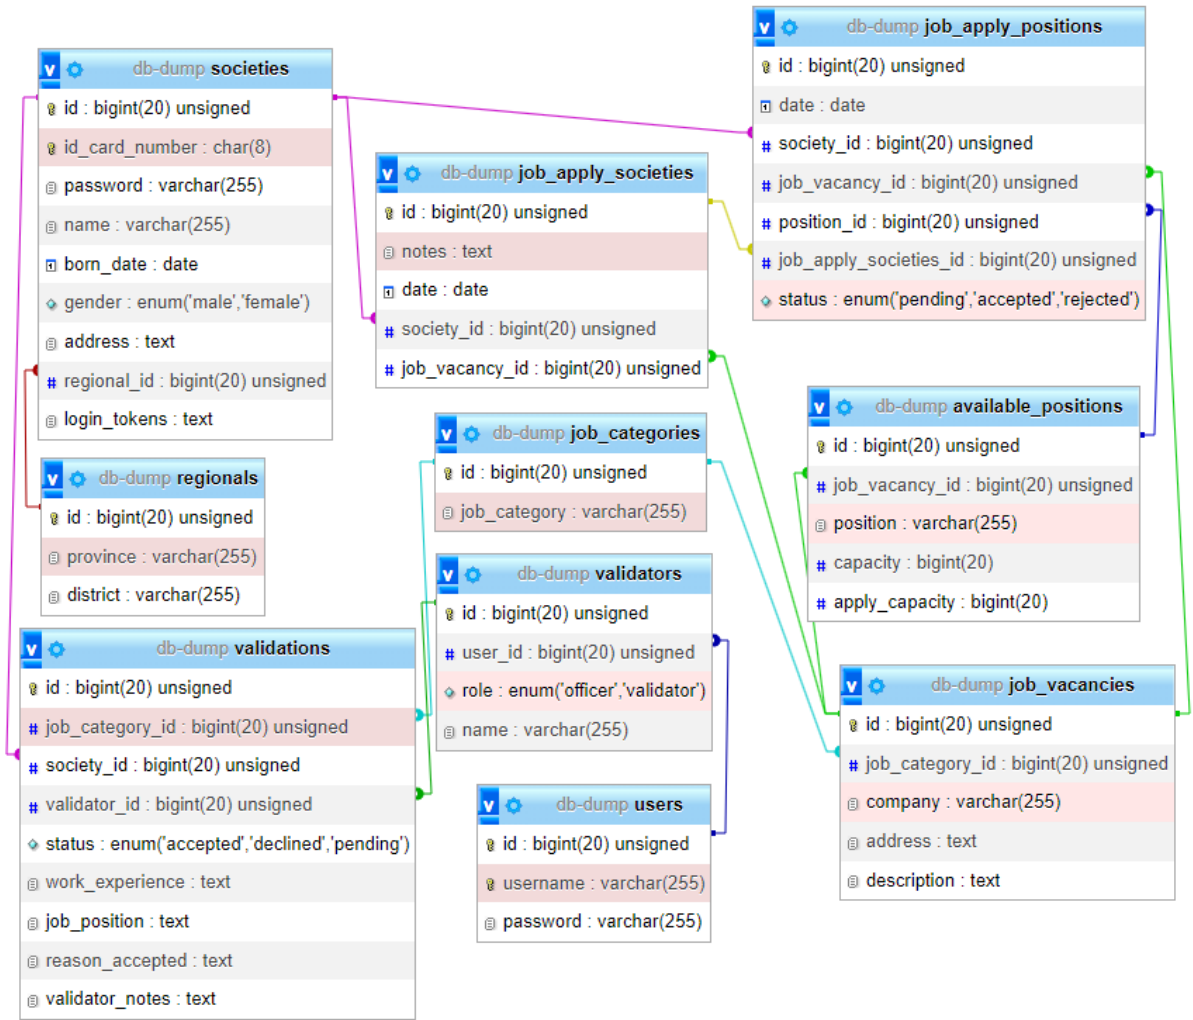 db-dump societies
id : bigint(20) unsigned
id_card_number : char(8)
password : varchar(255)
name : varchar(255)
born_date : date
gender : enum('male','female')
address : text
regional_id : bigint(20) unsigned
login_tokens : text
db-dump regionals
id : bigint(20) unsigned
province : varchar(255)
district : varchar(255)
db-dump validations
id : bigint(20) unsigned
job_category_id : bigint(20) unsigned
society_id : bigint(20) unsigned
validator_id : bigint(20) unsigned
status : enum('accepted','declined','pending')
work_experience : text
job_position : text
reason_accepted : text
validator_notes : text
db-dump job_apply_societies
id : bigint(20) unsigned
notes : text
date : date
society_id : bigint(20) unsigned
job_vacancy_id : bigint(20) unsigned
db-dump job_categories
id : bigint(20) unsigned
job_category : varchar(255)
db-dump validators
id : bigint(20) unsigned
user_id : bigint(20) unsigned
role : enum('officer','validator')
name : varchar(255)
db-dump users
id : bigint(20) unsigned
username : varchar(255)
password : varchar(255)
db-dump job_apply_positions
id : bigint(20) unsigned
date : date
society_id : bigint(20) unsigned
job_vacancy_id : bigint(20) unsigned
position_id : bigint(20) unsigned
job_apply_societies_id : bigint(20) unsigned
status : enum('pending','accepted','rejected')
db-dump available_positions
id : bigint(20) unsigned
job_vacancy_id : bigint(20) unsigned
position : varchar(255)
capacity : bigint(20)
apply_capacity : bigint(20)
db-dump job_vacancies
id : bigint(20) unsigned
job_category_id : bigint(20) unsigned
company : varchar(255)
address : text
description : text